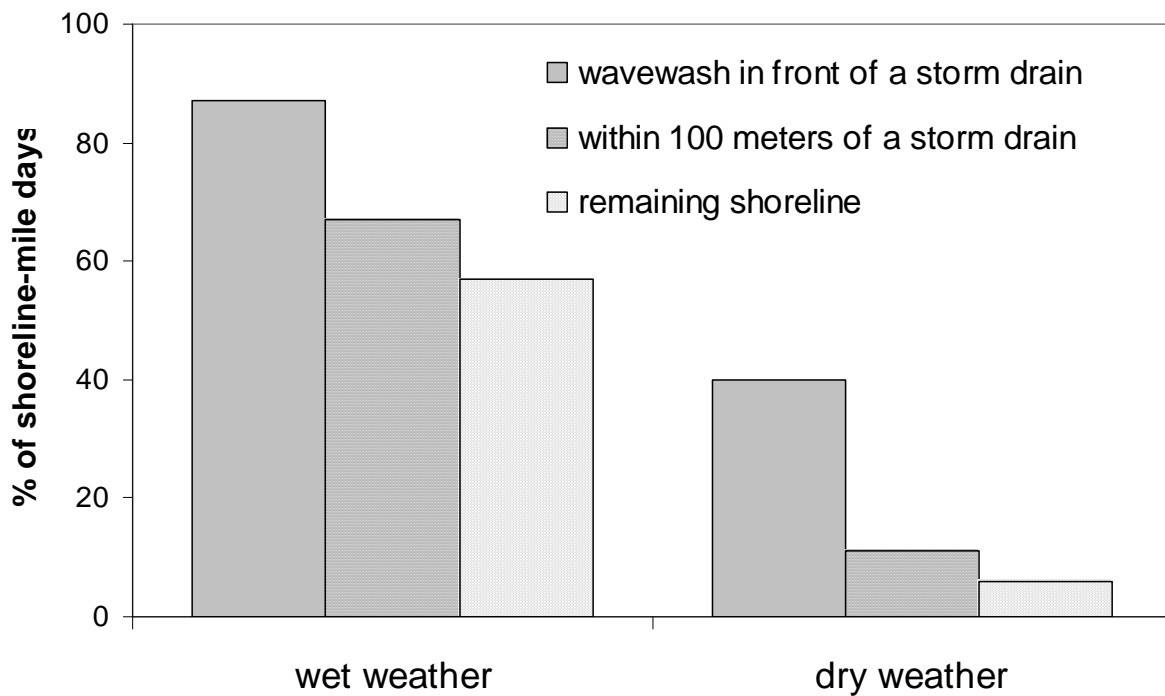 100
80
60
40
20
0
% of shoreline-mile days
wavewash in front of a storm drain
within 100 meters of a storm drain
remaining shoreline
wet weather
dry weather